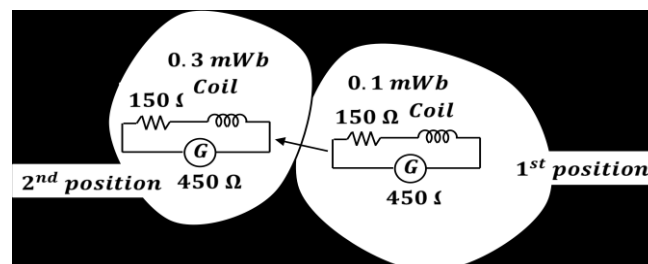 0.3 mWb
Coil
150 Ω
G
450 Ω
2nd position
0.1 mWb
150 Ω Coil
G
450 Ω
1st position